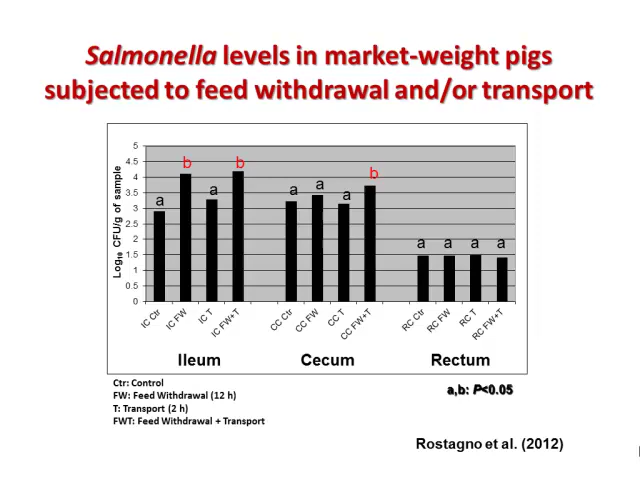 Salmonella levels in market-weight pigs
subjected to feed withdrawal and/or transport
Log10 CFU/g of sample
5
4.5
4
3.5
3
2.5
2
1.5
1
0.5
0
a
b
a
b
a
a
a
b
a
a
a
a
IC Ctr
IC FW
IC T
IC FW+T
CC Ctr
CC FW
CC T
CC FW+T
RC Ctr
RC FW
RC T
RC FW+T
Ileum
Cecum
Rectum
Ctr: Control
FW: Feed Withdrawal (12 h)
T: Transport (2 h)
FWT: Feed Withdrawal + Transport
a,b: P<0.05
Rostagno et al. (2012)